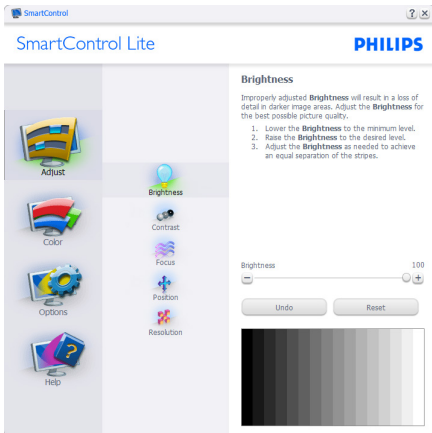 SmartControl
SmartControl Lite
PHILIPS
Adjust
Color
Options
Help
Brightness
Contrast
Focus
Position
Resolution
Brightness
Improperly adjusted Brightness will result in a loss of
detail in darker image areas. Adjust the Brightness for
the best possible picture quality.
1. Lower the Brightness to the minimum level.
2. Raise the Brightness to the desired level.
3. Adjust the Brightness as needed to achieve
an equal separation of the stripes.
Brightness 100
Undo Reset